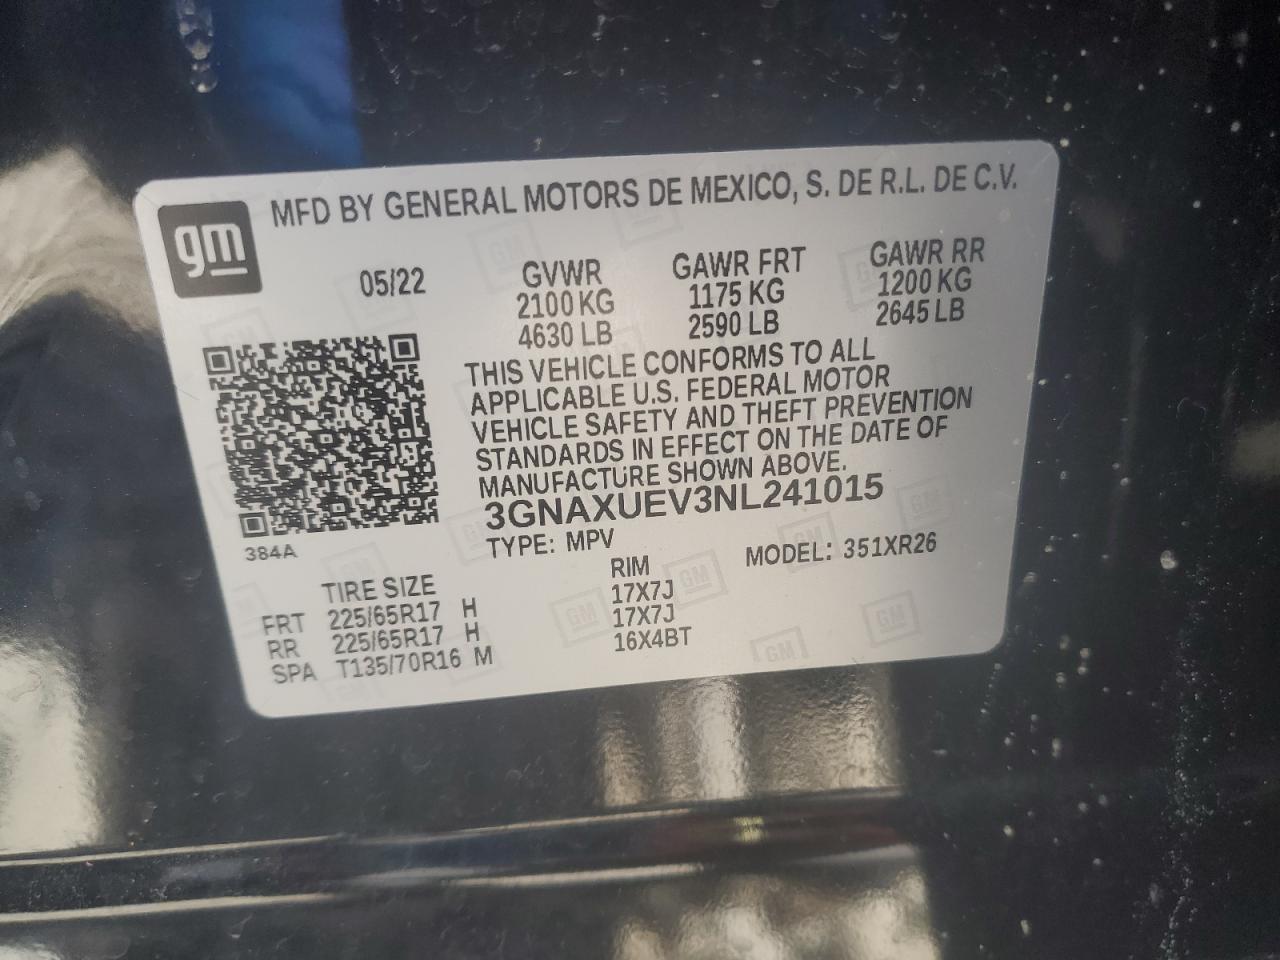 gm
MFD BY GENERAL MOTORS DE MEXICO, S. DE R.L. DE C.V.
05/22 GVWR GAWR FRT GAWR RR
2100 KG 1175 KG 1200 KG
4630 LB 2590 LB 2645 LB
THIS VEHICLE CONFORMS TO ALL
APPLICABLE U.S. FEDERAL MOTOR
VEHICLE SAFETY AND THEFT PREVENTION
STANDARDS IN EFFECT ON THE DATE OF
MANUFACTURE SHOWN ABOVE.
3GNAXUEV3NL241015
384A TYPE: MPV MODEL: 351XR26
TIRE SIZE RIM
FRT 225/65R17 H 17X7J
RR 225/65R17 H 17X7J
SPA T135/70R16 M 16X4BT